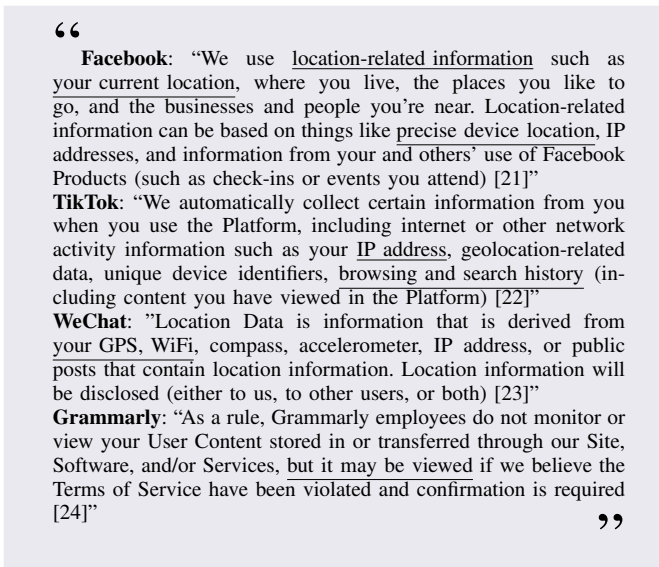 “
Facebook: “We use location-related information such as
your current location, where you live, the places you like to
go, and the businesses and people you’re near. Location-related
information can be based on things like precise device location, IP
addresses, and information from your and others’ use of Facebook
Products (such as check-ins or events you attend) [21]”
TikTok: “We automatically collect certain information from you
when you use the Platform, including internet or other network
activity information such as your IP address, geolocation-related
data, unique device identifiers, browsing and search history (in-
cluding content you have viewed in the Platform) [22]”
WeChat: ”Location Data is information that is derived from
your GPS, WiFi, compass, accelerometer, IP address, or public
posts that contain location information. Location information will
be disclosed (either to us, to other users, or both) [23]”
Grammarly: “As a rule, Grammarly employees do not monitor or
view your User Content stored in or transferred through our Site,
Software, and/or Services, but it may be viewed if we believe the
Terms of Service have been violated and confirmation is required
[24]”
”